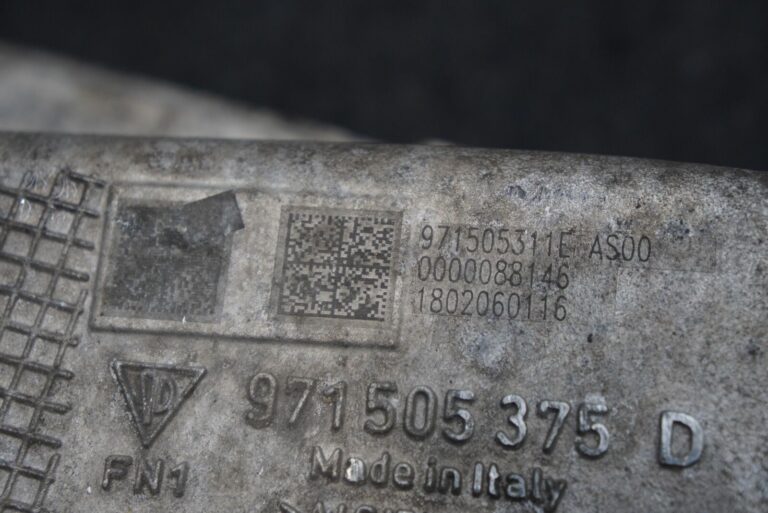 971505311E AS00
0000088146
1802060116
971 505 375 D
FN1
Made in Italy